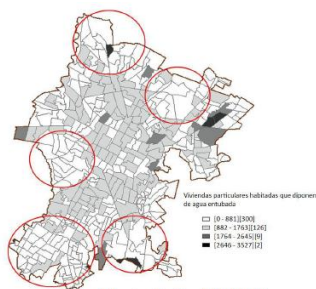 Viviendas particulares habitadas que disponen
de agua entubada
[0 - 881][300]
[882 - 1763][126]
[1764 - 2645][9]
[2646 - 3527][2]